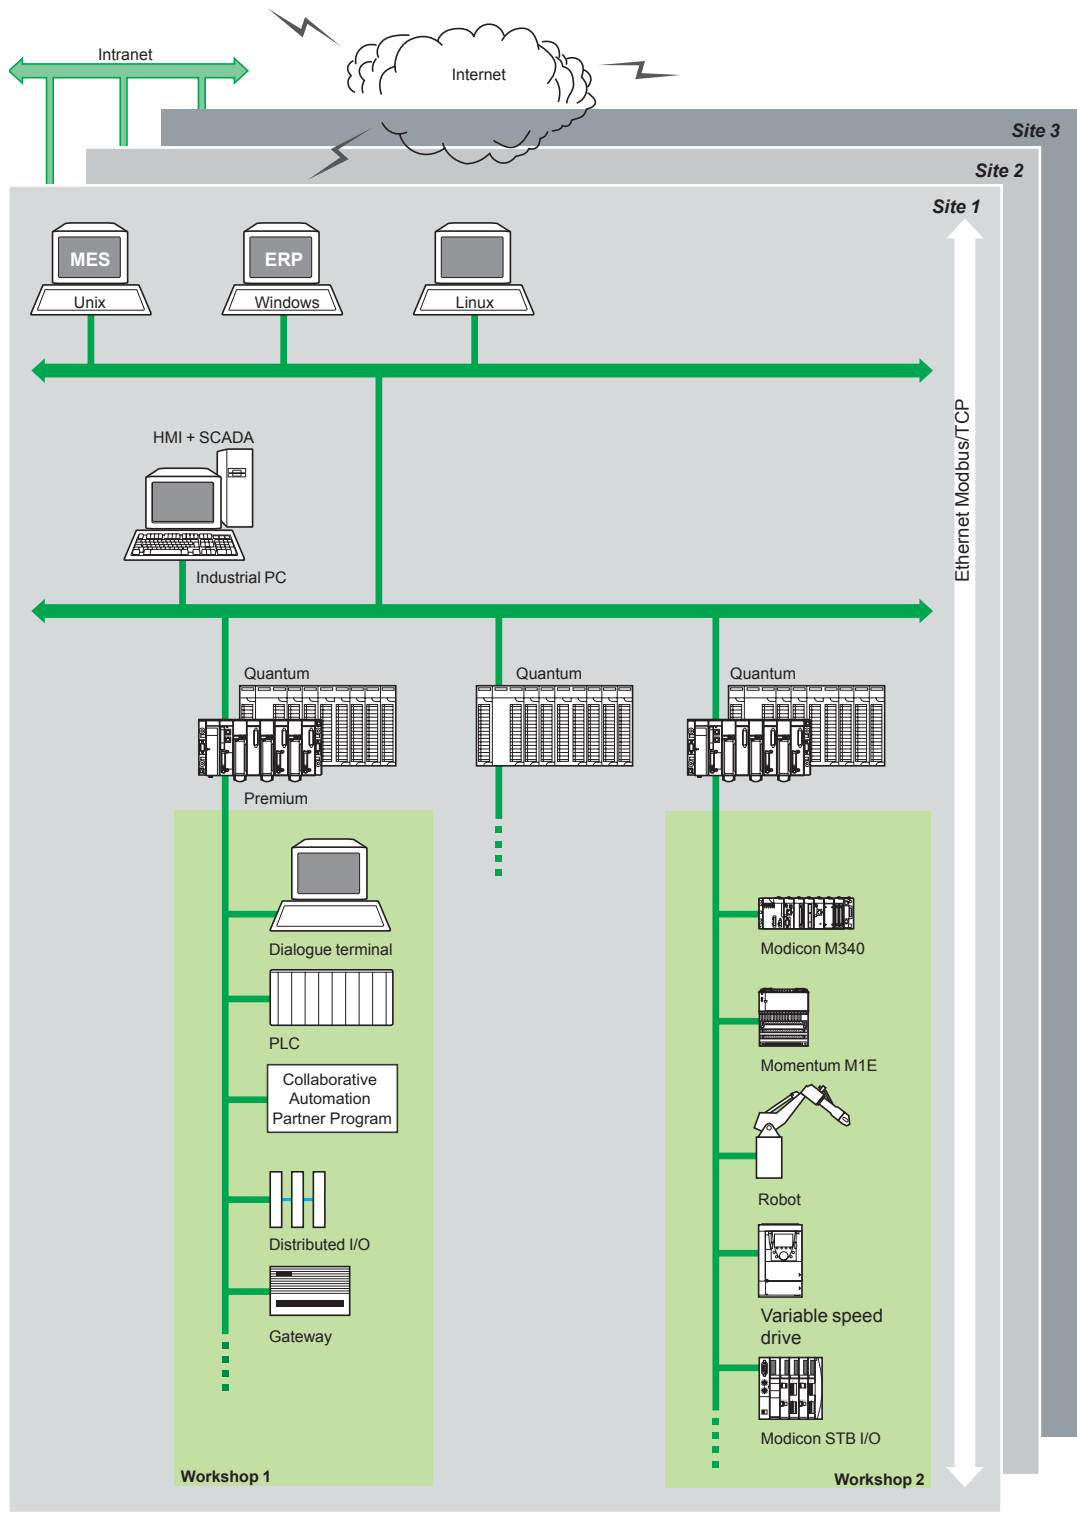 Intranet
Internet
Site 3
Site 2
Site 1
MES
ERP
Unix
Windows
Linux
HMI + SCADA
Industrial PC
Ethernet Modbus/TCP
Quantum
Quantum
Quantum
Premium
Dialogue terminal
PLC
Collaborative
Automation
Partner Program
Distributed I/O
Gateway
Workshop 1
Modicon M340
Momentum M1E
Robot
Variable speed
drive
Modicon STB I/O
Workshop 2